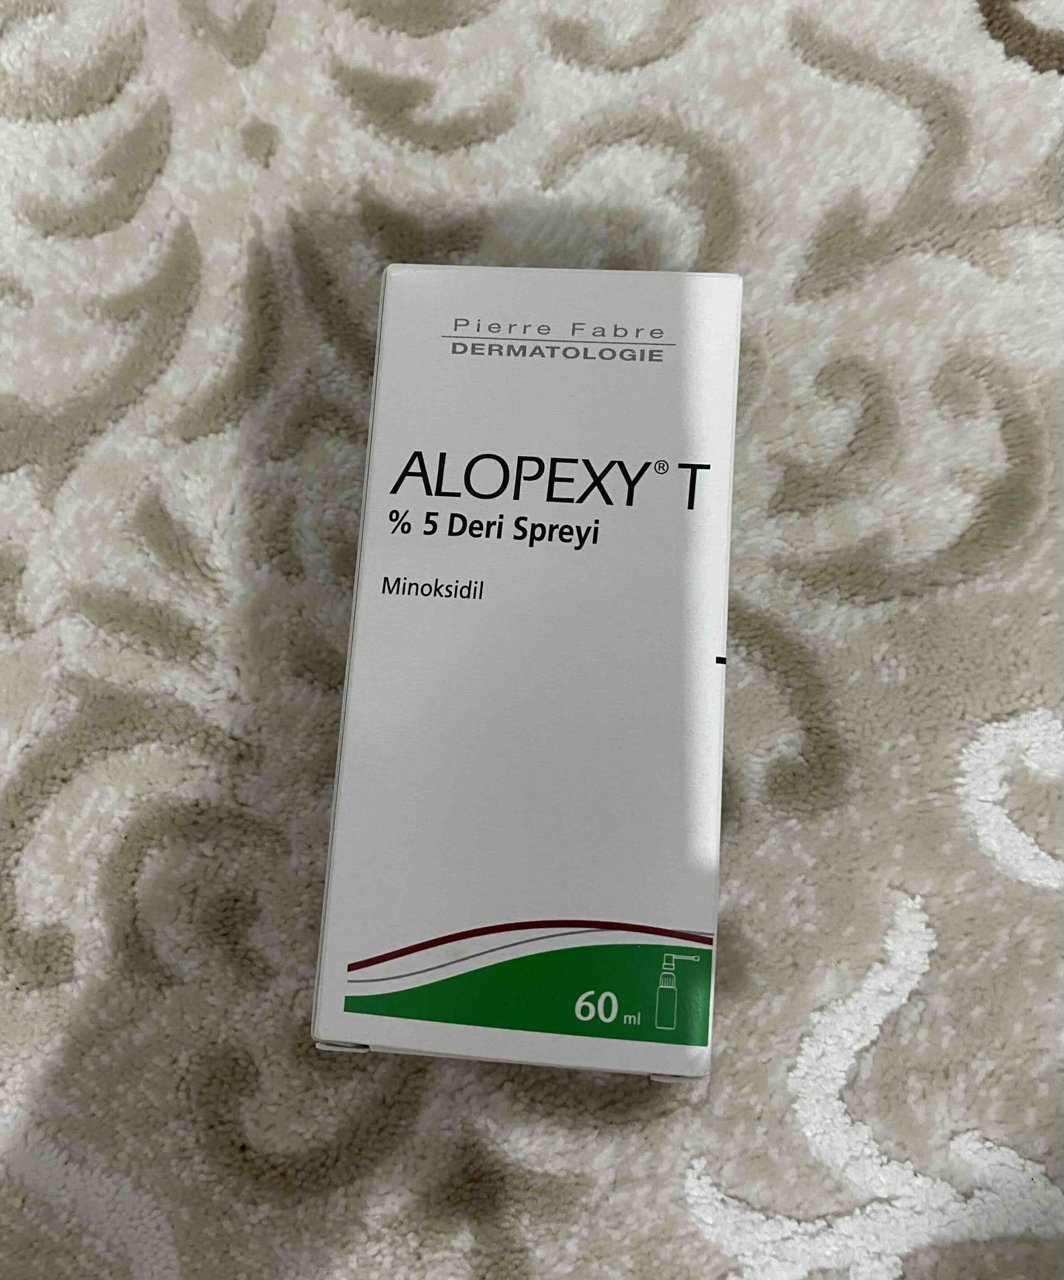 Pierre Fabre
DERMATOLOGIE
ALOPEXY® T
% 5 Deri Spreyi
Minoksidil
60 ml